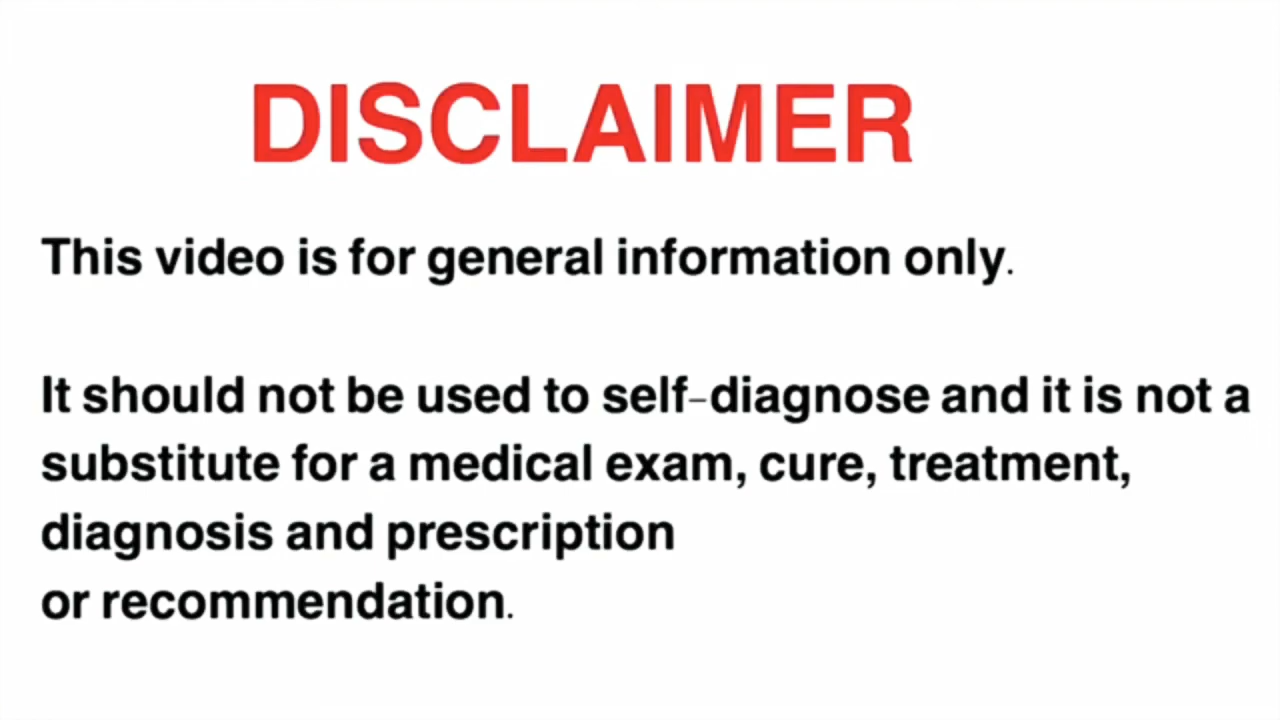 DISCLAIMER
This video is for general information only.
It should not be used to self-diagnose and it is not a
substitute for a medical exam, cure, treatment,
diagnosis and prescription
or recommendation.